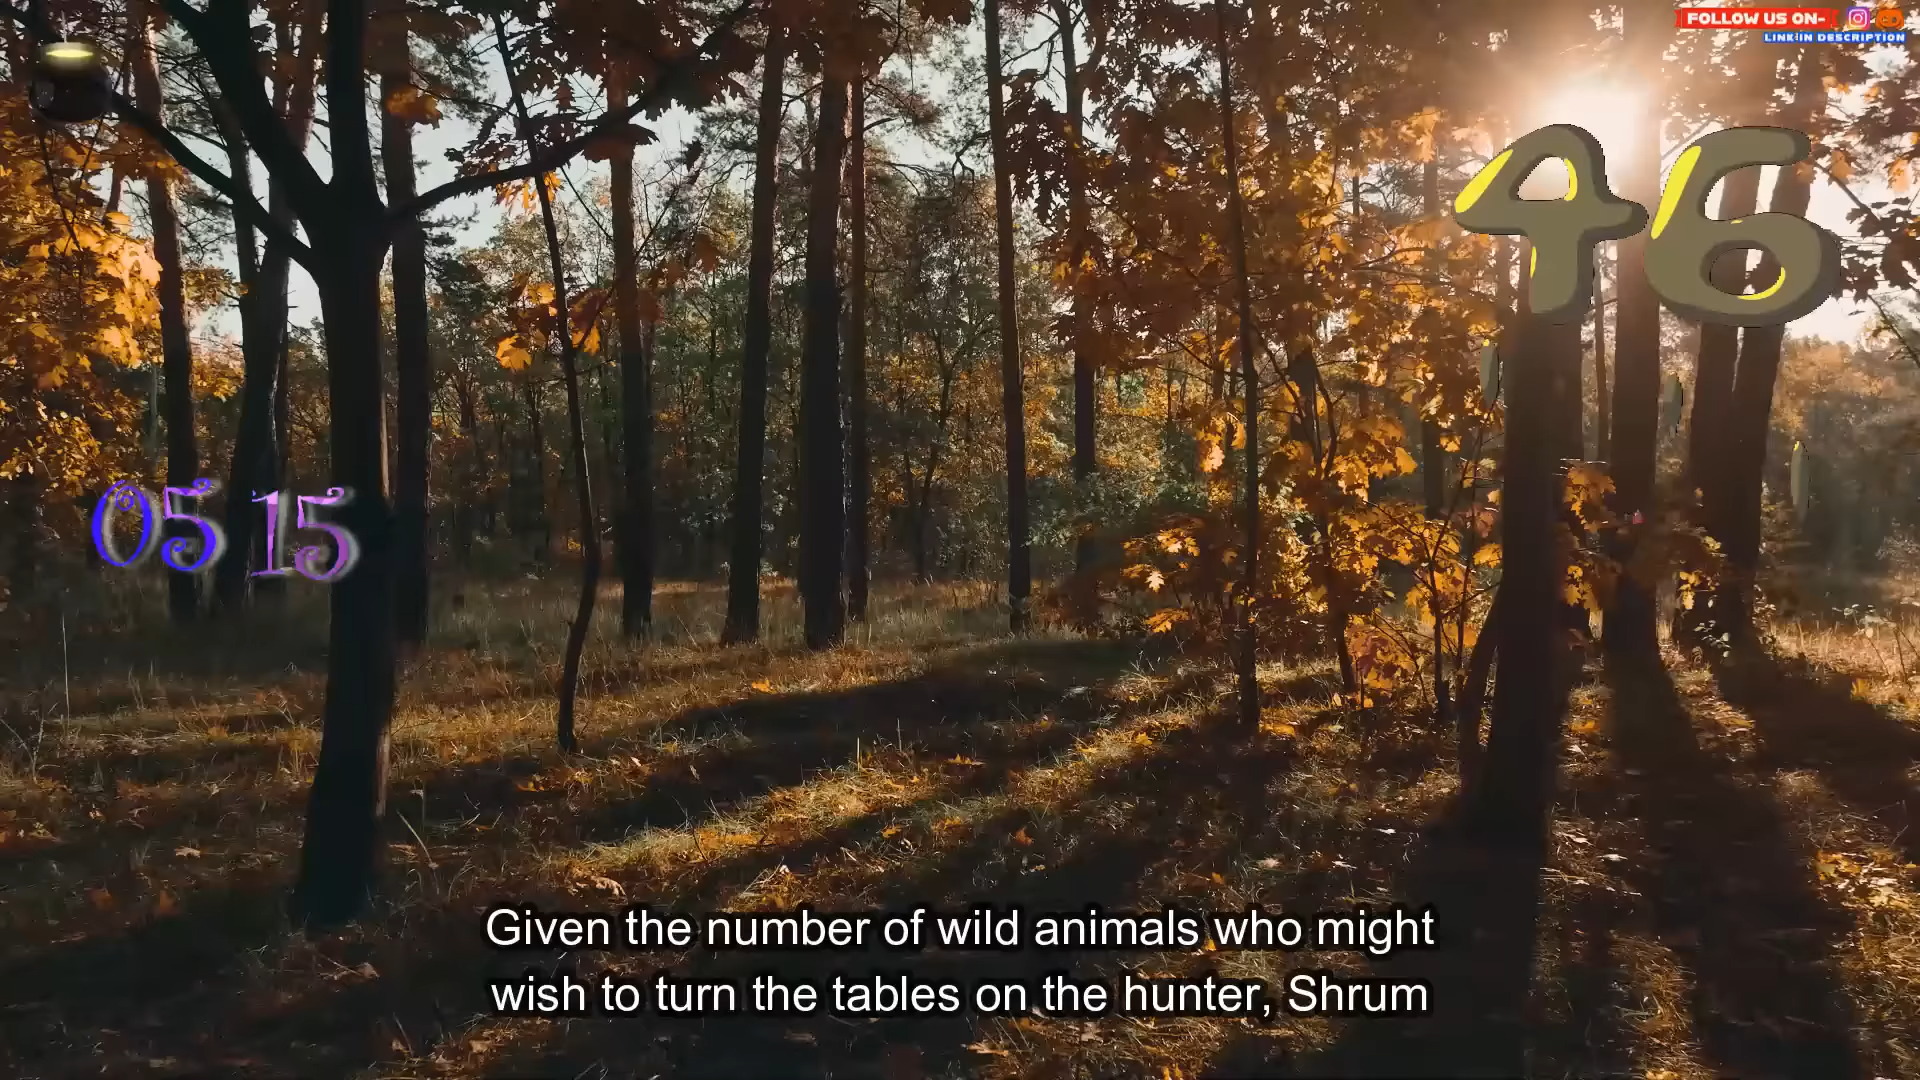 FOLLOW US ON-
LINK IN DESCRIPTION
46
05 15
Given the number of wild animals who might
wish to turn the tables on the hunter, Shrum